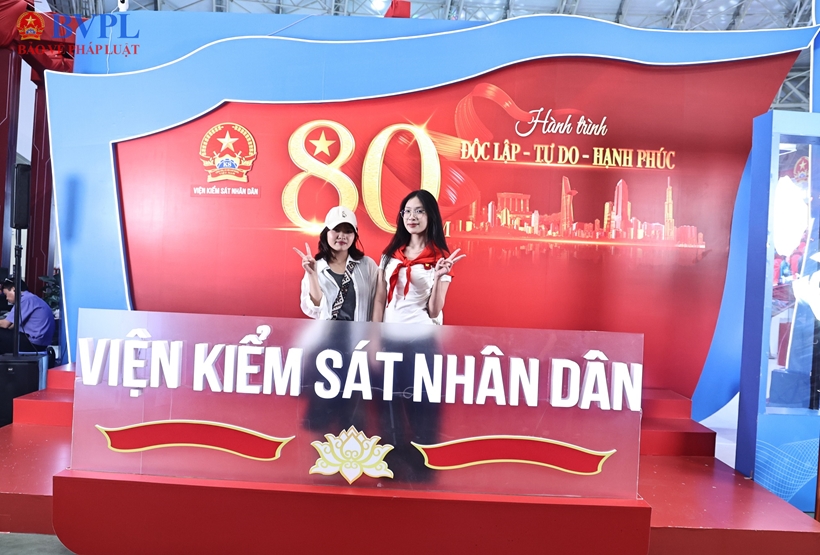 BVPL
BẢO VỆ PHÁP LUẬT
Hành trình
80
ĐỘC LẬP - TỰ DO - HẠNH PHÚC
VIỆN KIỂM SÁT NHÂN DÂN
VIỆN KIỂM SÁT NHÂN DÂN